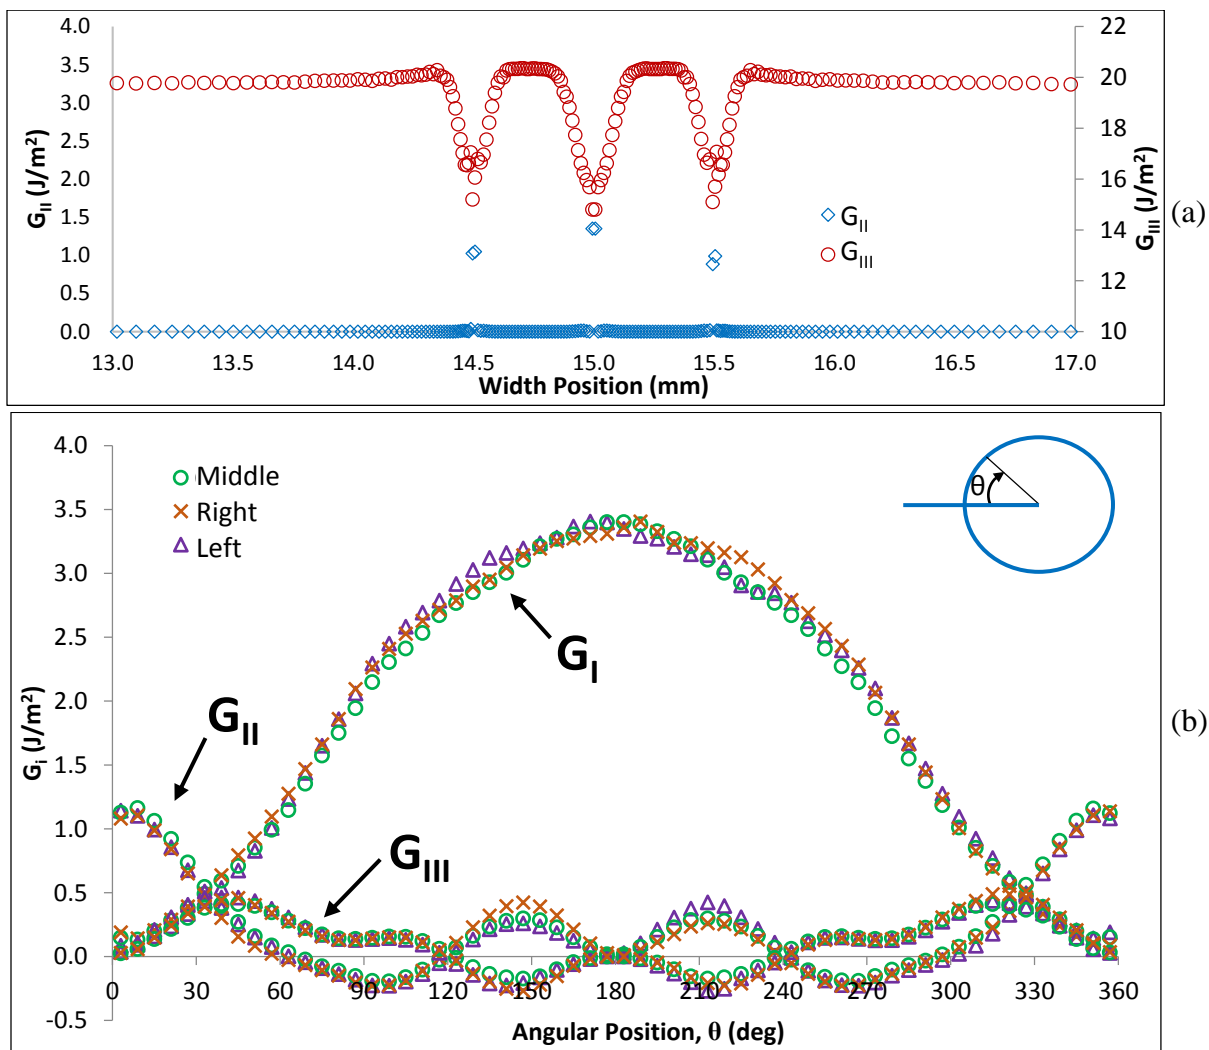 4.0
3.5
3.0
2.5
2.0
1.5
1.0
0.5
0.0
G_II (J/m²)
22
20
18
16
14
12
10
G_III (J/m²)
G_II
G_III
13.0 13.5 14.0 14.5 15.0 15.5 16.0 16.5 17.0
Width Position (mm)
(a)
4.0
3.5
3.0
2.5
2.0
1.5
1.0
0.5
0.0
-0.5
G_i (J/m²)
Middle
Right
Left
θ
G_I
G_II
G_III
0 30 60 90 120 150 180 210 240 270 300 330 360
Angular Position, θ (deg)
(b)